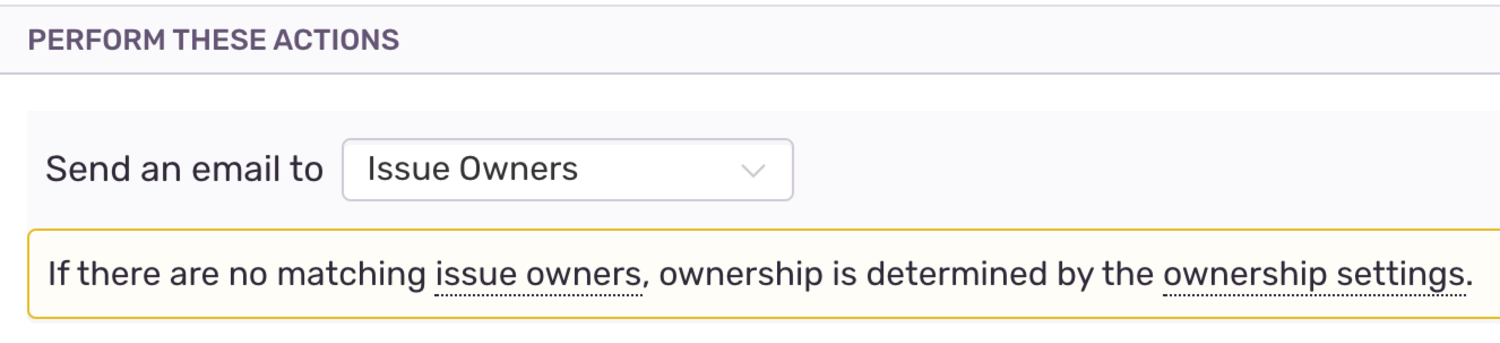 PERFORM THESE ACTIONS
Send an email to Issue Owners
If there are no matching issue owners, ownership is determined by the ownership settings.